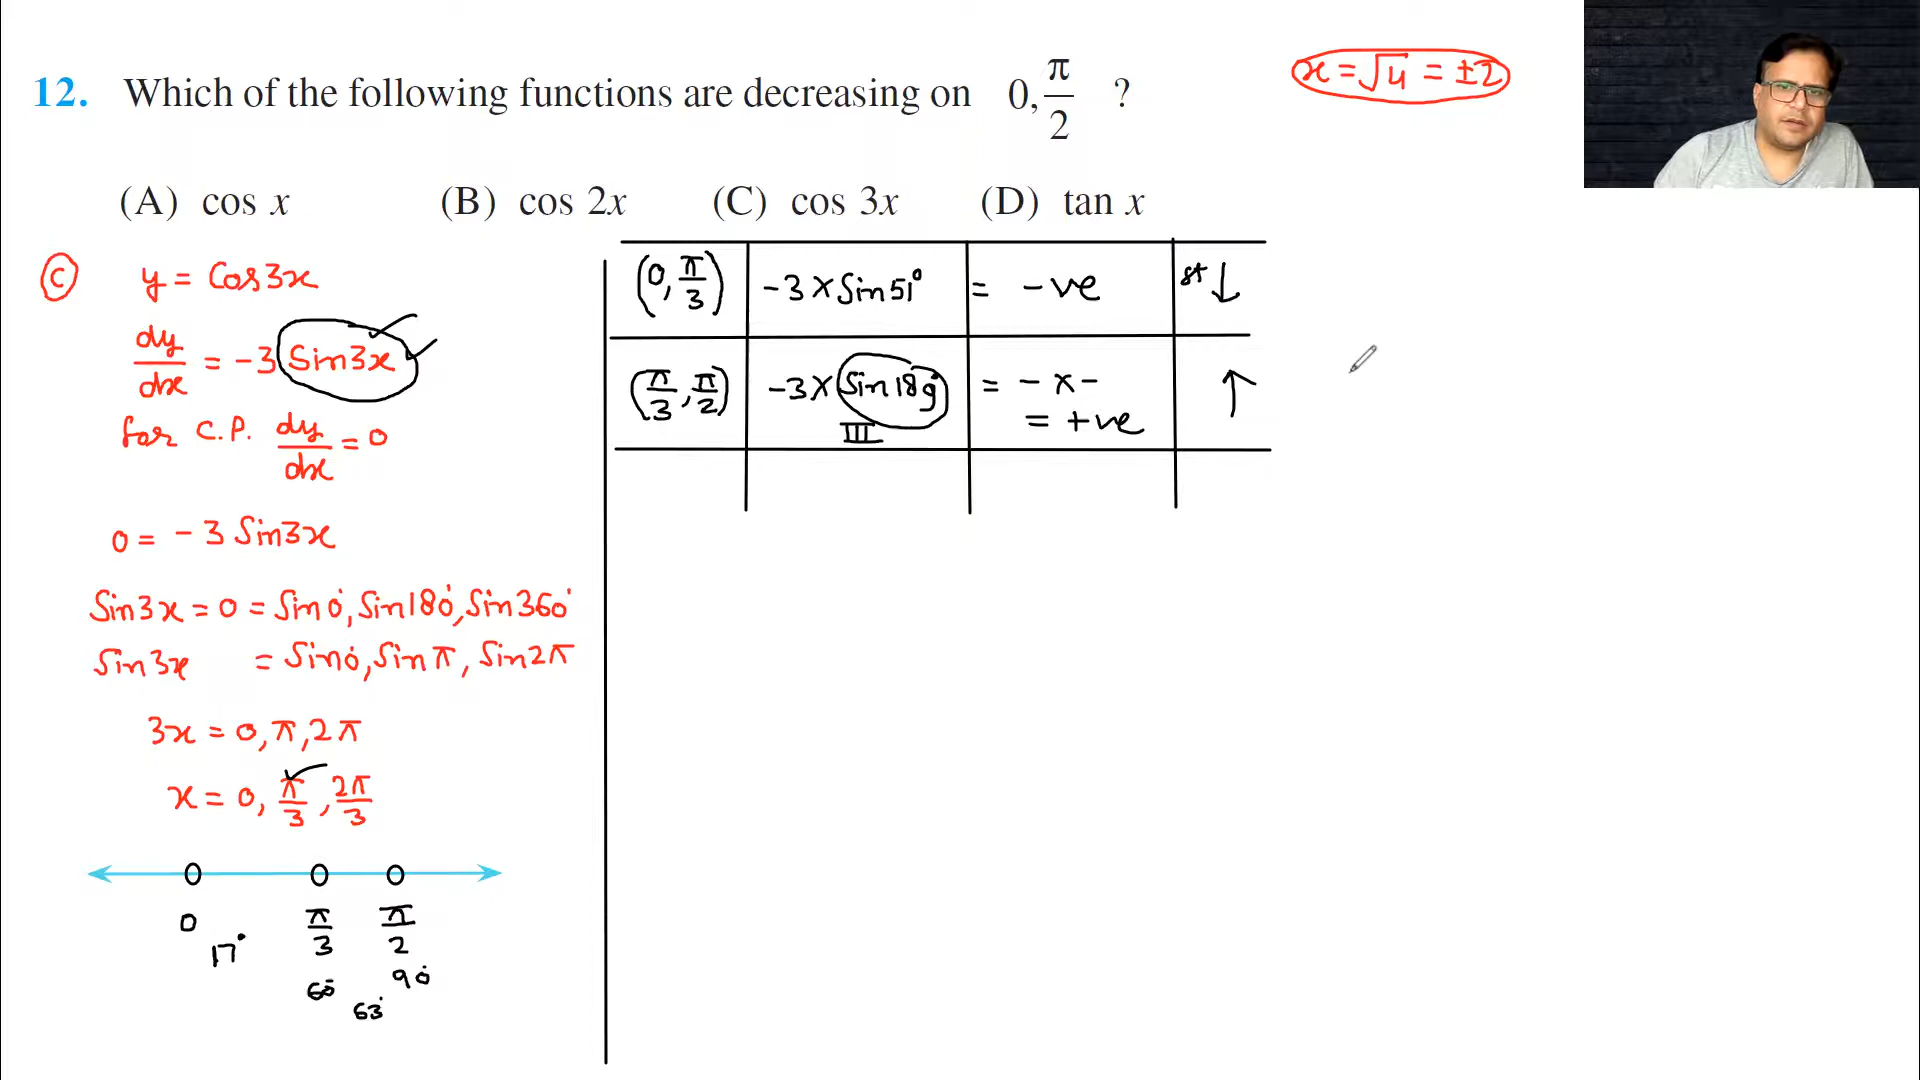 12. Which of the following functions are decreasing on 0, π/2 ?
x = √4 = ±2
(A) cos x (B) cos 2x (C) cos 3x (D) tan x
(C) y = Cos3x
dy/dx = -3 Sin3x
for C.P. dy/dx = 0
0 = -3 Sin3x
Sin3x = 0 = Sin0°, Sin180°, Sin360°
Sin3x = Sin0°, Sinπ, Sin2π
3x = 0, π, 2π
x = 0, π/3, 2π/3
0 π/3 π/2
17° 60° 63° 90°
(0, π/3) -3 × Sin51° = -ve st ↓
(π/3, π/2) -3 × Sin189° = - x - ↑
III = +ve